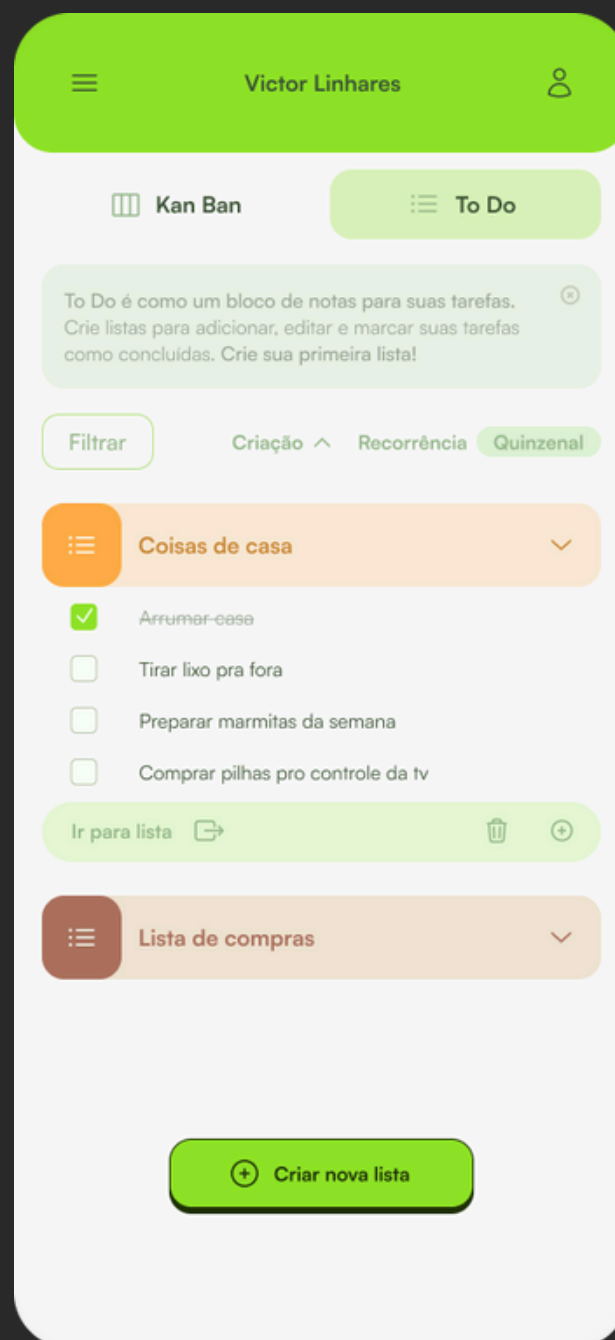 Victor Linhares
Kan Ban
To Do
To Do é como um bloco de notas para suas tarefas.
Crie listas para adicionar, editar e marcar suas tarefas
como concluídas. Crie sua primeira lista!
Filtrar
Criação
Recorrência
Quinzenal
Coisas de casa
Arrumar casa
Tirar lixo pra fora
Preparar marmitas da semana
Comprar pilhas pro controle da tv
Ir para lista
Lista de compras
Criar nova lista